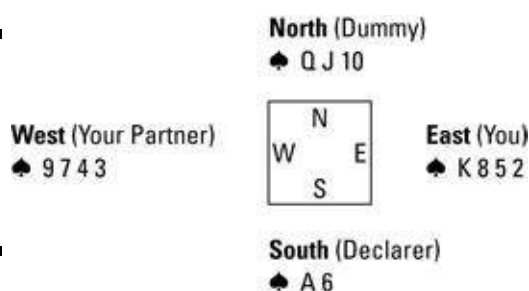 North (Dummy)
♠ Q J 10
West (Your Partner)
♠ 9 7 4 3
N
W E
S
East (You)
♠ K 8 5 2
South (Declarer)
♠ A 6